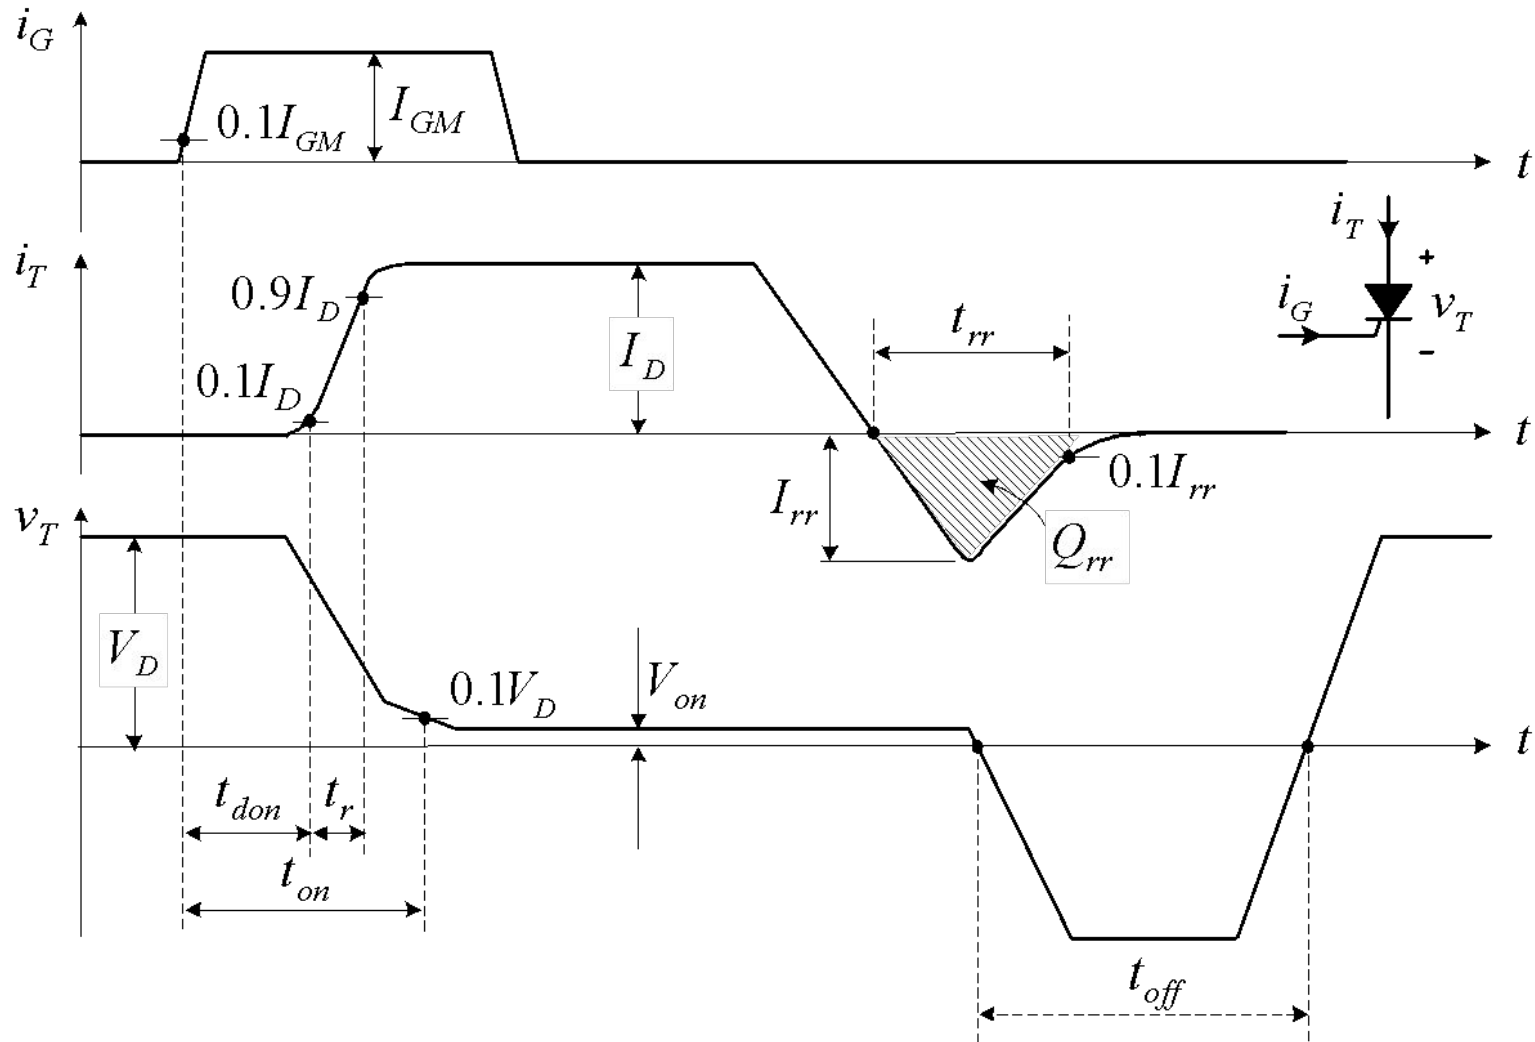 i_G
0.1I_GM
I_GM
t
i_T
i_T
0.9I_D
t_rr
i_G
+
v_T
−
0.1I_D
I_D
t
I_rr
0.1I_rr
Q_rr
v_T
V_D
0.1V_D
V_on
t
t_don
t_r
t_on
t_off